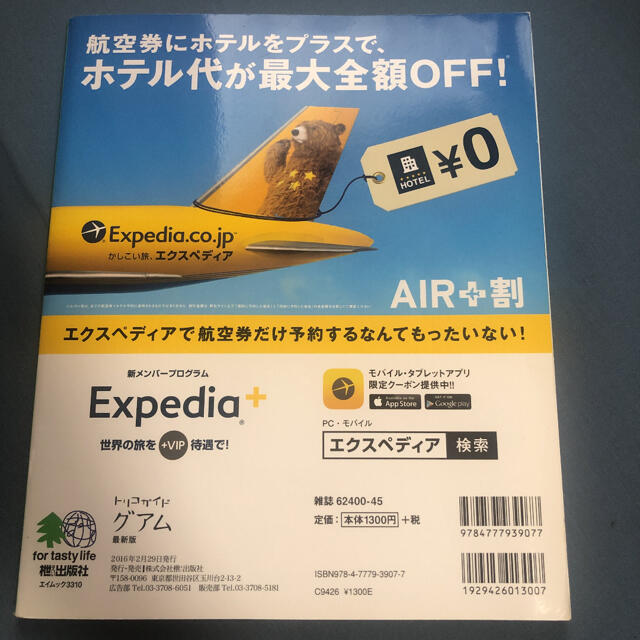 航空券にホテルをプラスで、
ホテル代が最大全額OFF!
HOTEL
¥0
Expedia.co.jp
かしこい旅、エクスペディア
AIR+割
エクスペディアで航空券だけ予約するなんてもったいない!
新メンバープログラム
Expedia+
世界の旅を +VIP 待遇で!
モバイル・タブレットアプリ
限定クーポン提供中!!
App Store
Google play
PC・モバイル
エクスペディア 検索
for tasty life
枻出版社
エイムック 3310
トリコガイド
グアム
最新版
2016年2月29日発行
発行・発売 株式会社枻出版社
〒158-0096 東京都世田谷区玉川台2-13-2
広告部 Tel.03-3708-6051 販売部 Tel.03-3708-5181
雑誌 62400-45
定価: 本体1300円 +税
ISBN978-4-7779-3907-7
C9426 ¥1300E
9784777939077
1929426013007